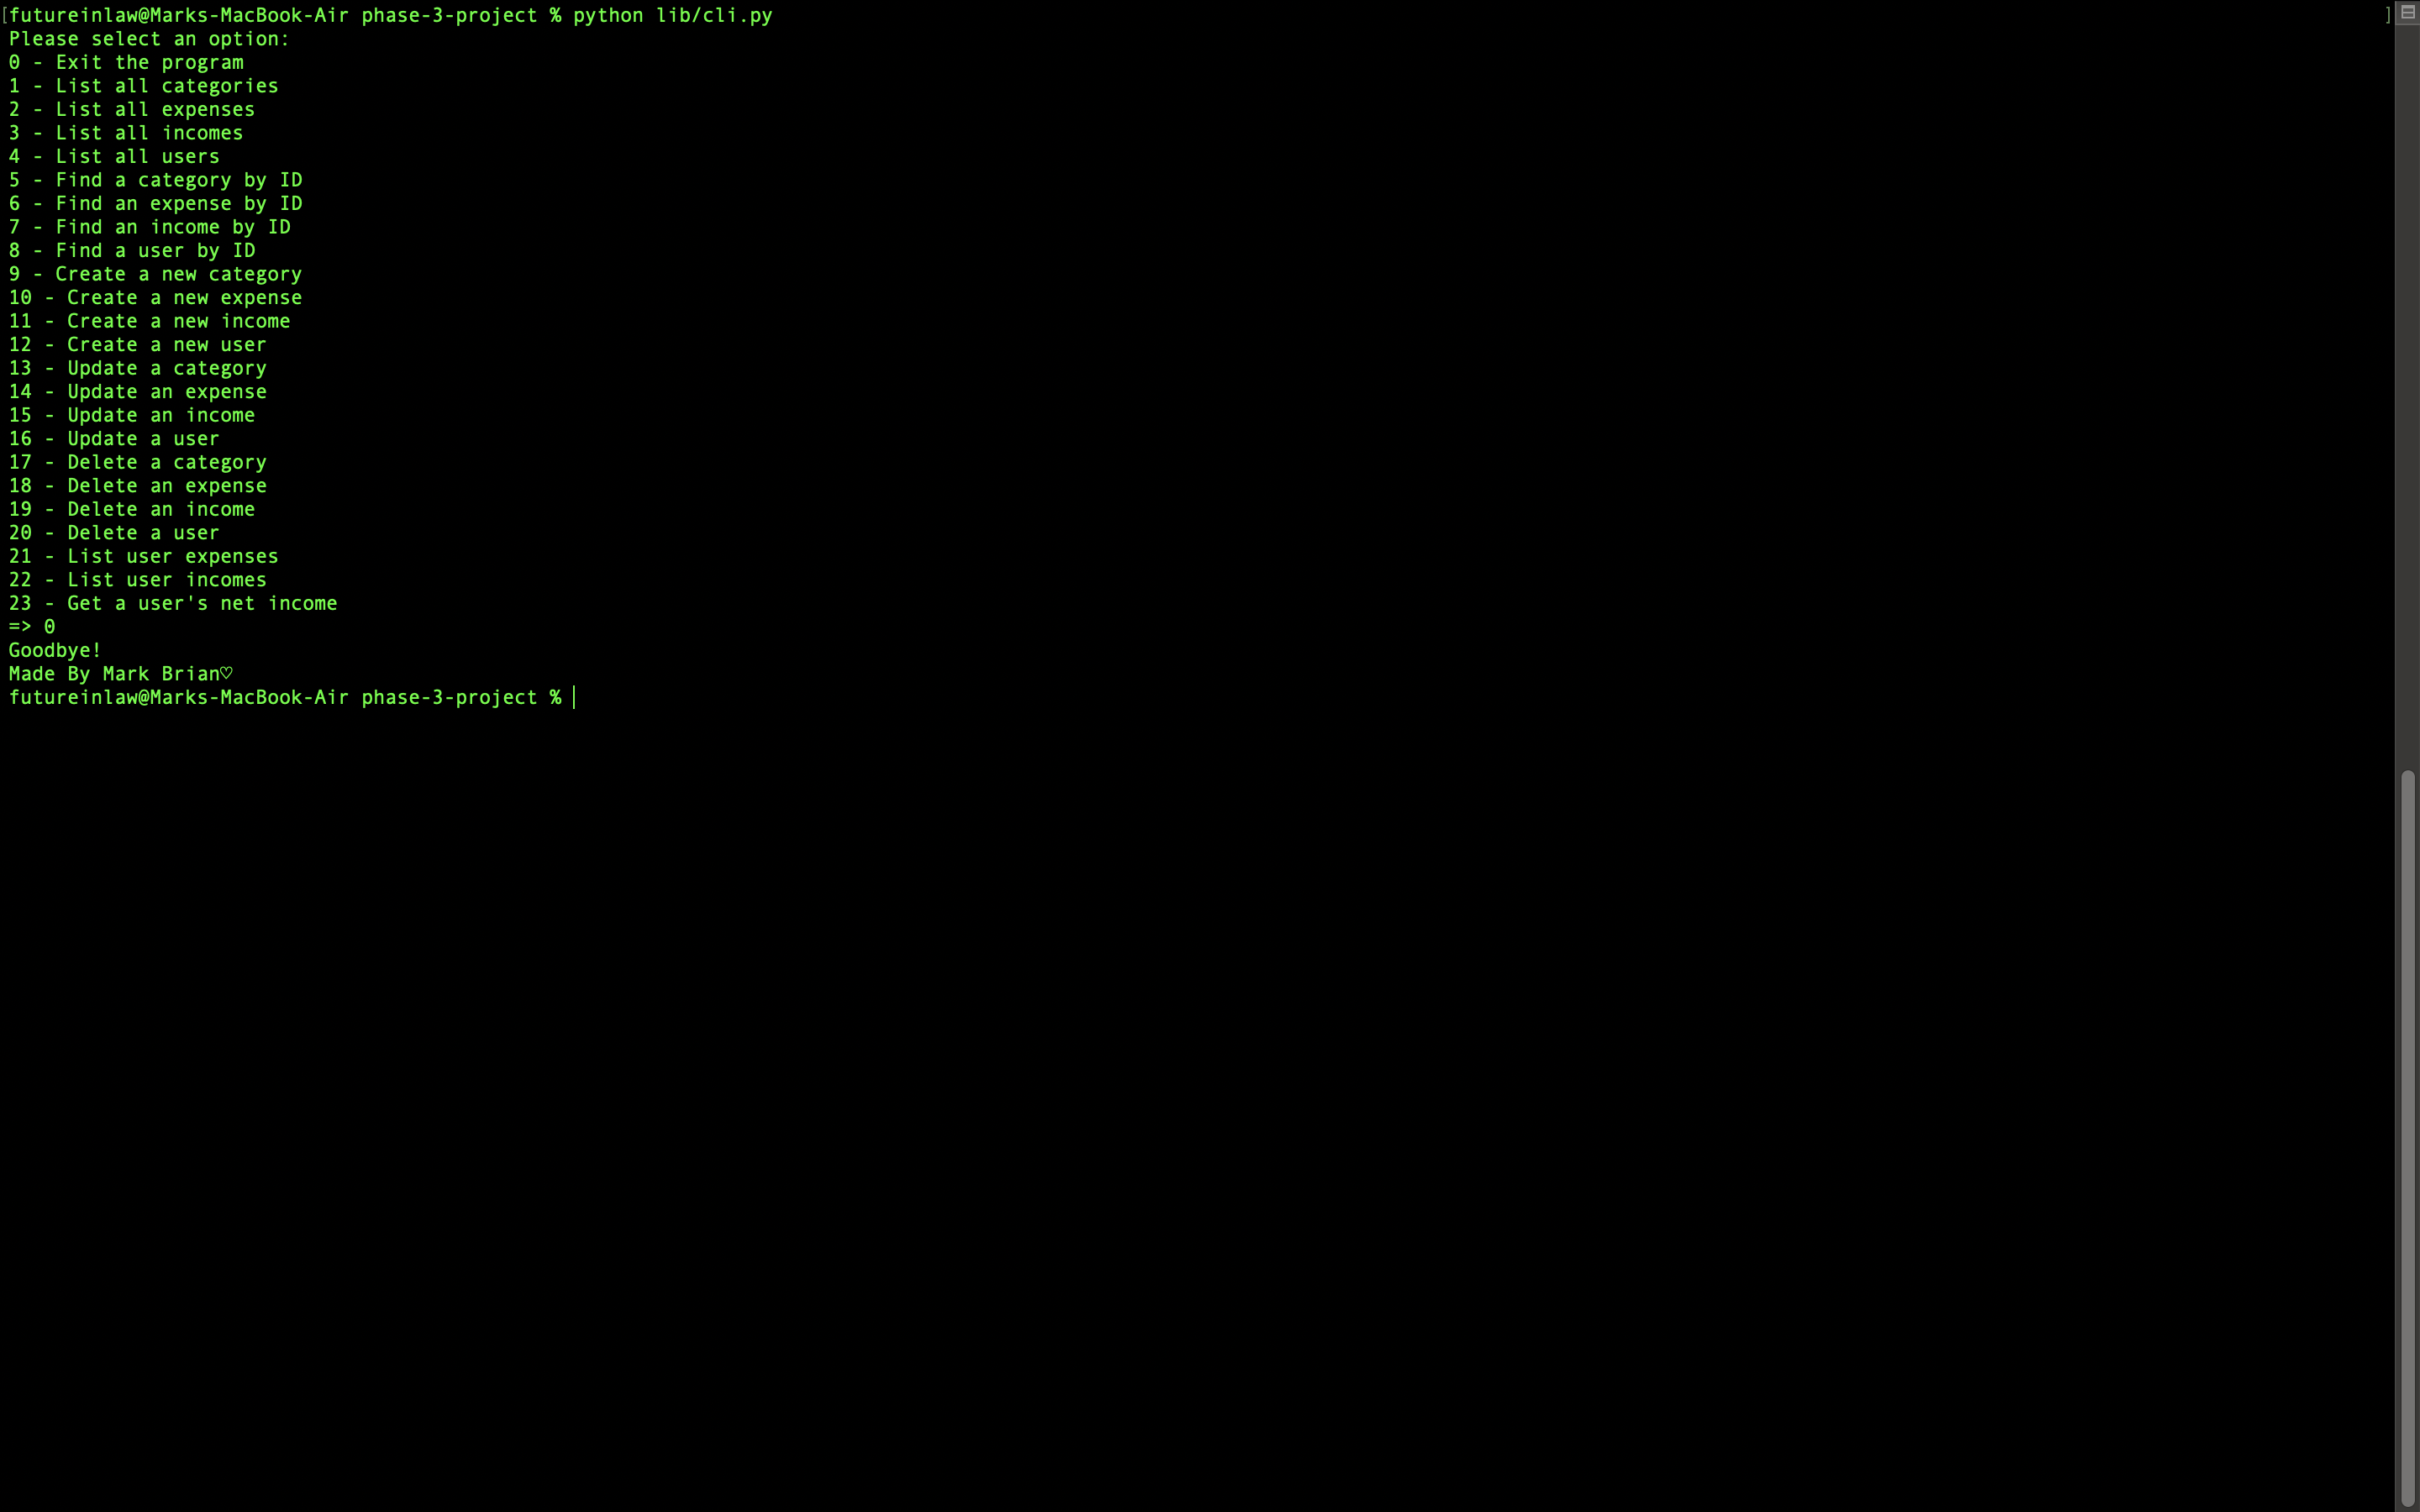 [futureinlaw@Marks-MacBook-Air phase-3-project % python lib/cli.py ]
Please select an option:
0 - Exit the program
1 - List all categories
2 - List all expenses
3 - List all incomes
4 - List all users
5 - Find a category by ID
6 - Find an expense by ID
7 - Find an income by ID
8 - Find a user by ID
9 - Create a new category
10 - Create a new expense
11 - Create a new income
12 - Create a new user
13 - Update a category
14 - Update an expense
15 - Update an income
16 - Update a user
17 - Delete a category
18 - Delete an expense
19 - Delete an income
20 - Delete a user
21 - List user expenses
22 - List user incomes
23 - Get a user's net income
=> 0
Goodbye!
Made By Mark Brian♡
futureinlaw@Marks-MacBook-Air phase-3-project %